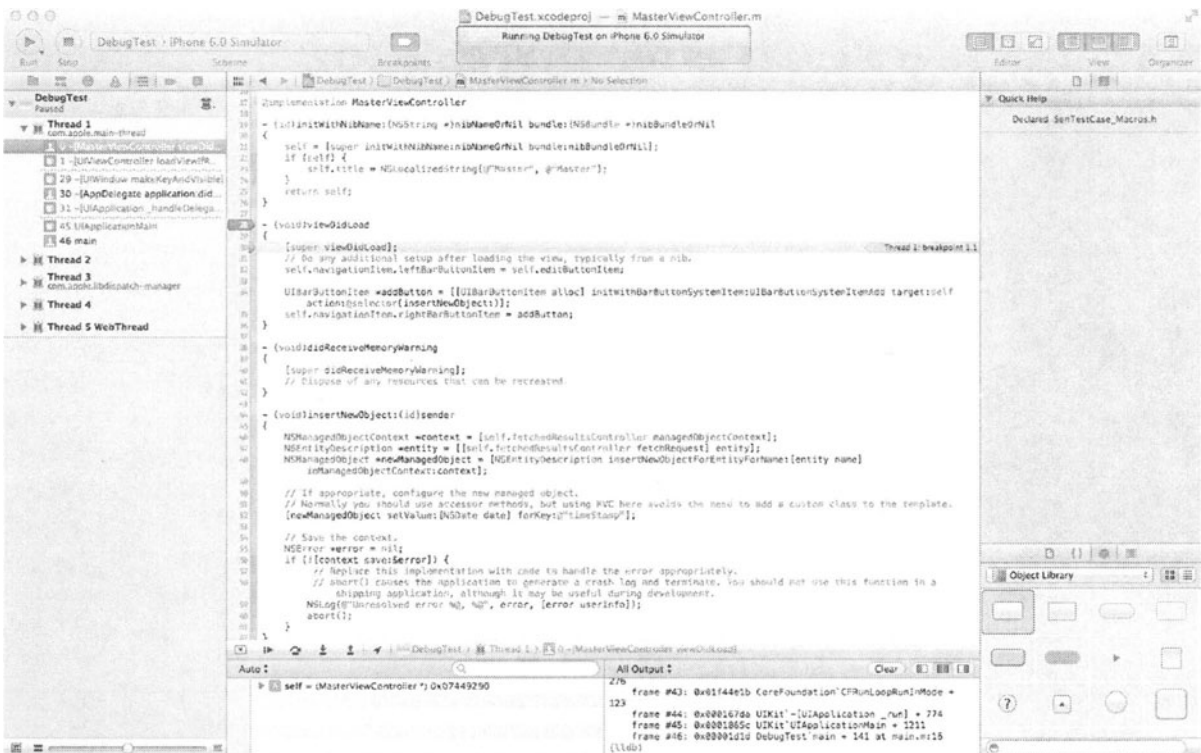 DebugTest.xcodeproj — MasterViewController.m
Running DebugTest on iPhone 6.0 Simulator
DebugTest › iPhone 6.0 Simulator
Run Stop Scheme Breakpoints Editor View Organizer
DebugTest › DebugTest › MasterViewController.m › No Selection
DebugTest
Paused
Thread 1
com.apple.main-thread
0 -[MasterViewController viewDid...
1 -[UIViewController loadViewIfR...
29 -[UIWindow makeKeyAndVisible]
30 -[AppDelegate application:did...
31 -[UIApplication _handleDelega...
45 UIApplicationMain
46 main
Thread 2
Thread 3
com.apple.libdispatch-manager
Thread 4
Thread 5 WebThread
@implementation MasterViewController
- (id)initWithNibName:(NSString *)nibNameOrNil bundle:(NSBundle *)nibBundleOrNil
{
self = [super initWithNibName:nibNameOrNil bundle:nibBundleOrNil];
if (self) {
self.title = NSLocalizedString(@"Master", @"Master");
}
return self;
}
- (void)viewDidLoad
{
[super viewDidLoad];
Thread 1: breakpoint 1.1
// Do any additional setup after loading the view, typically from a nib.
self.navigationItem.leftBarButtonItem = self.editButtonItem;
UIBarButtonItem *addButton = [[UIBarButtonItem alloc] initWithBarButtonSystemItem:UIBarButtonSystemItemAdd target:self
action:@selector(insertNewObject:)];
self.navigationItem.rightBarButtonItem = addButton;
}
- (void)didReceiveMemoryWarning
{
[super didReceiveMemoryWarning];
// Dispose of any resources that can be recreated.
}
- (void)insertNewObject:(id)sender
{
NSManagedObjectContext *context = [self.fetchedResultsController managedObjectContext];
NSEntityDescription *entity = [[self.fetchedResultsController fetchRequest] entity];
NSManagedObject *newManagedObject = [NSEntityDescription insertNewObjectForEntityForName:[entity name]
inManagedObjectContext:context];
// If appropriate, configure the new managed object.
// Normally you should use accessor methods, but using KVC here avoids the need to add a custom class to the template.
[newManagedObject setValue:[NSDate date] forKey:@"timeStamp"];
// Save the context.
NSError *error = nil;
if (![context save:&error]) {
// Replace this implementation with code to handle the error appropriately.
// abort() causes the application to generate a crash log and terminate. You should not use this function in a
shipping application, although it may be useful during development.
NSLog(@"Unresolved error %@, %@", error, [error userInfo]);
abort();
}
DebugTest › Thread 1 › 0 -[MasterViewController viewDidLoad]
Auto
self = (MasterViewController *) 0x07449290
All Output
Clear
276
frame #43: 0x01f44e1b CoreFoundation`CFRunLoopRunInMode +
123
frame #44: 0x000167da UIKit`-[UIApplication _run] + 774
frame #45: 0x0001865c UIKit`UIApplicationMain + 1211
frame #46: 0x00001d1d DebugTest`main + 141 at main.m:16
(lldb)
Quick Help
Declared SenTestCase_Macros.h
Object Library